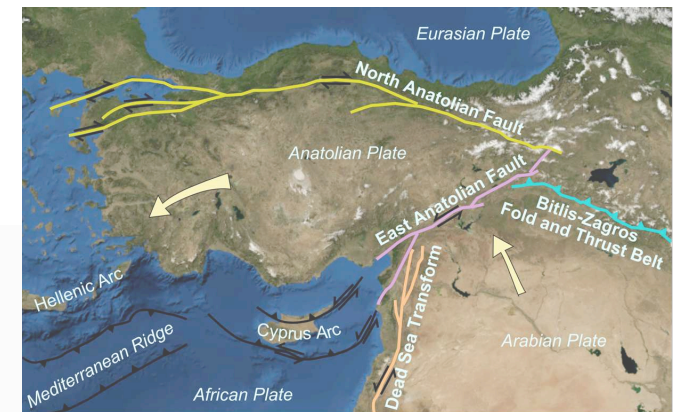 Eurasian Plate
North Anatolian Fault
Anatolian Plate
East Anatolian Fault
Bitlis-Zagros
Fold and Thrust Belt
Hellenic Arc
Cyprus Arc
Dead Sea Transform
Arabian Plate
Mediterranean Ridge
African Plate